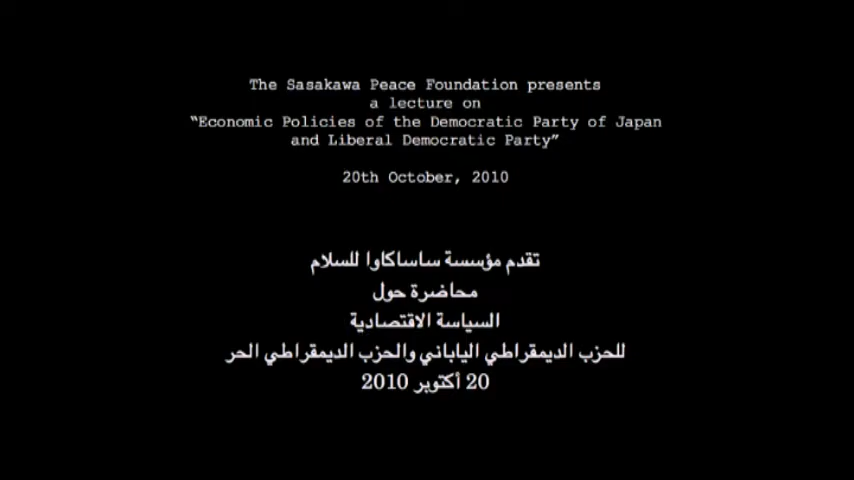 The Sasakawa Peace Foundation presents
a lecture on
“Economic Policies of the Democratic Party of Japan
and Liberal Democratic Party”
20th October, 2010
تقدم مؤسسة ساساكاوا للسلام
محاضرة حول
السياسة الاقتصادية
للحزب الديمقراطي الياباني والحزب الديمقراطي الحر
20 أكتوبر 2010